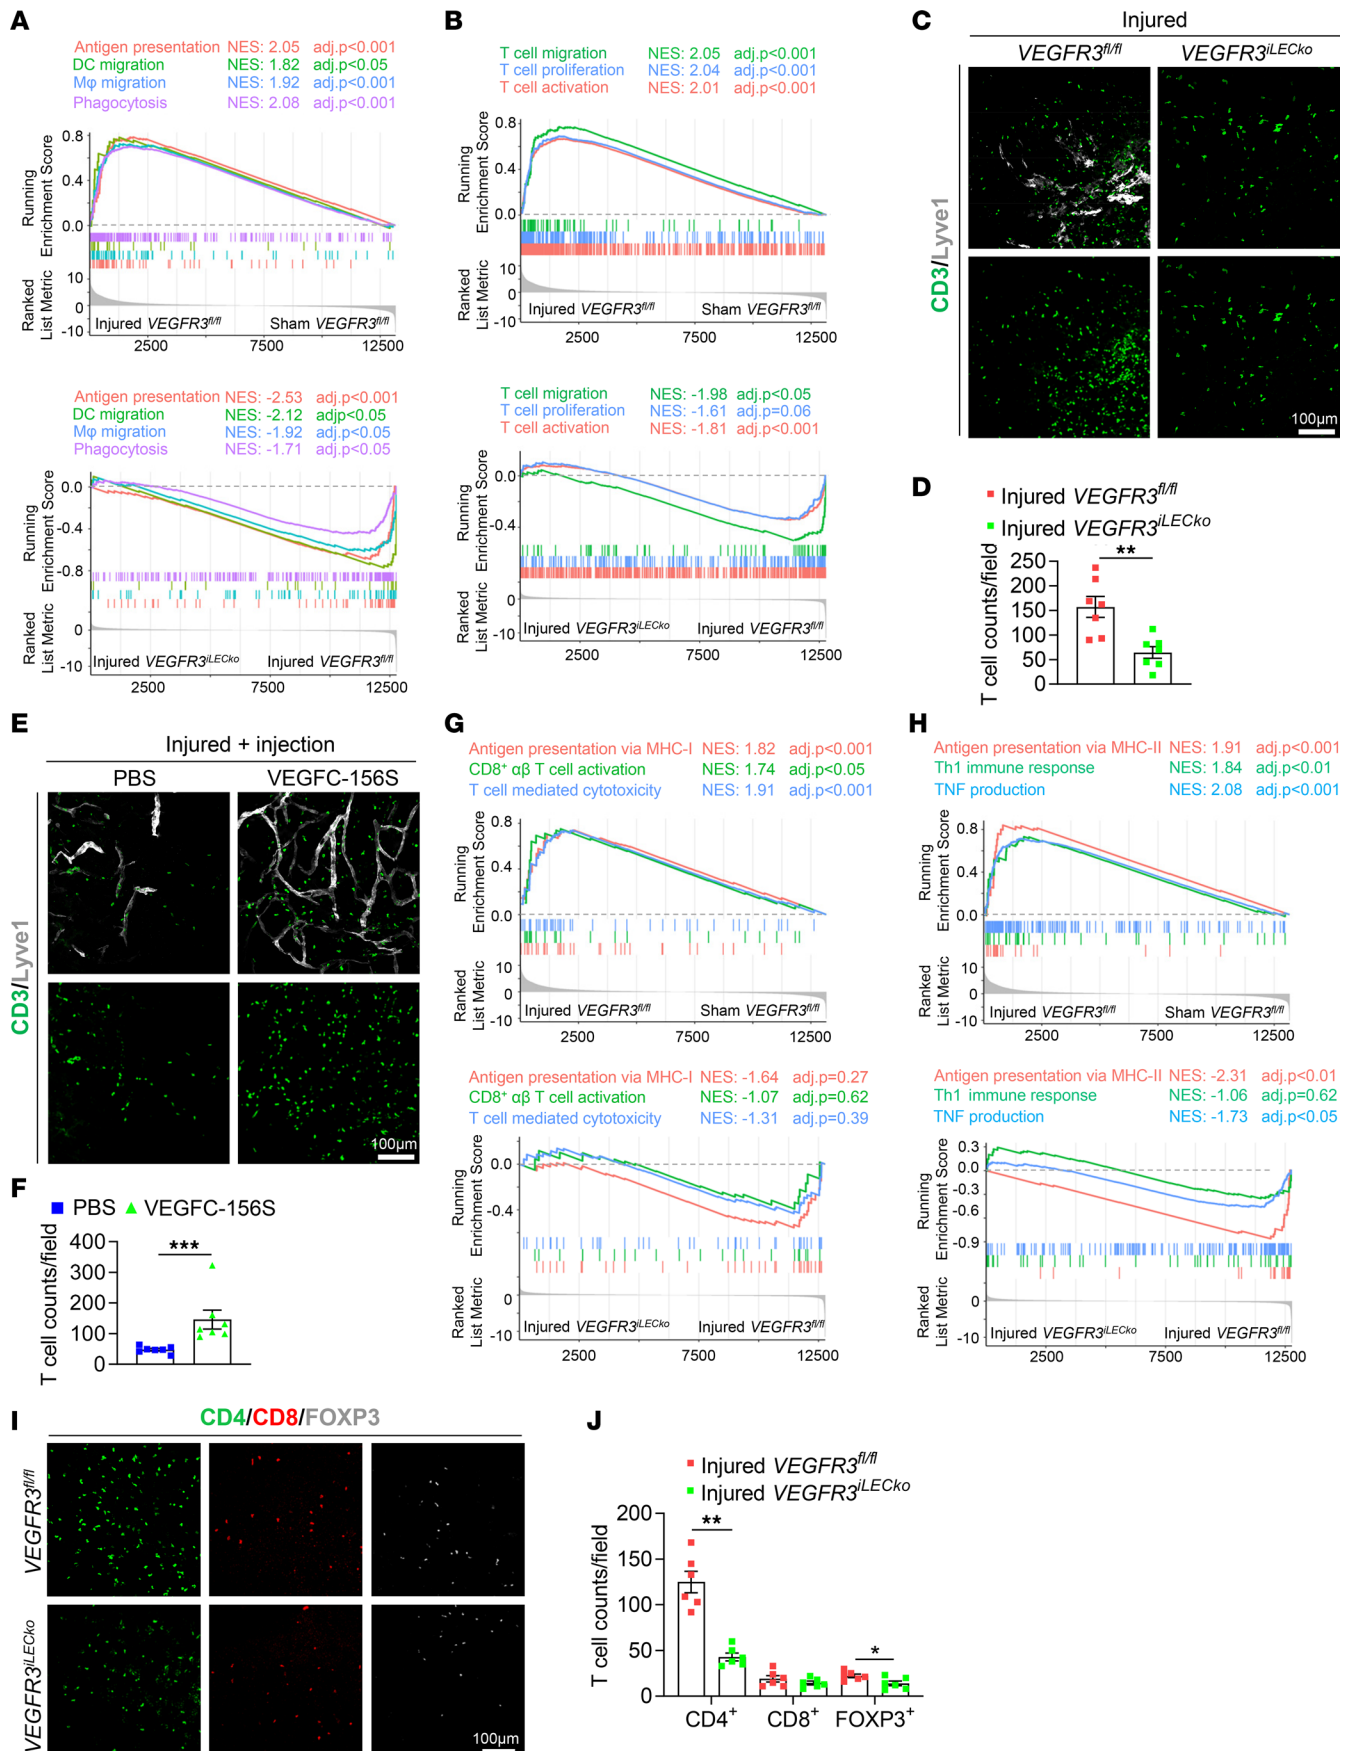 A
Antigen presentation NES: 2.05 adj.p<0.001
DC migration NES: 1.82 adj.p<0.05
Mφ migration NES: 1.92 adj.p<0.001
Phagocytosis NES: 2.08 adj.p<0.001
Running Enrichment Score
0.8
0.4
0.0
Ranked List Metric
10
0
-10
Injured VEGFR3fl/fl Sham VEGFR3fl/fl
2500 7500 12500
Antigen presentation NES: -2.53 adj.p<0.001
DC migration NES: -2.12 adjp<0.05
Mφ migration NES: -1.92 adj.p<0.05
Phagocytosis NES: -1.71 adj.p<0.05
Running Enrichment Score
0.0
-0.4
-0.8
Ranked List Metric
0
-10
Injured VEGFR3iLECko Injured VEGFR3fl/fl
2500 7500 12500
B
T cell migration NES: 2.05 adj.p<0.001
T cell proliferation NES: 2.04 adj.p<0.001
T cell activation NES: 2.01 adj.p<0.001
Running Enrichment Score
0.8
0.4
0.0
Ranked List Metric
10
0
-10
Injured VEGFR3fl/fl Sham VEGFR3fl/fl
2500 7500 12500
T cell migration NES: -1.98 adj.p<0.05
T cell proliferation NES: -1.61 adj.p=0.06
T cell activation NES: -1.81 adj.p<0.001
Running Enrichment Score
0.0
-0.4
Ranked List Metric
0
-10
Injured VEGFR3iLECko Injured VEGFR3fl/fl
2500 7500 12500
C
Injured
VEGFR3fl/fl VEGFR3iLECko
CD3/Lyve1
100μm
D
Injured VEGFR3fl/fl
Injured VEGFR3iLECko
T cell counts/field
250
200
150
100
50
0
**
E
Injured + injection
PBS VEGFC-156S
CD3/Lyve1
100μm
F
PBS VEGFC-156S
T cell counts/field
400
300
200
100
0
***
G
Antigen presentation via MHC-I NES: 1.82 adj.p<0.001
CD8+ αβ T cell activation NES: 1.74 adj.p<0.05
T cell mediated cytotoxicity NES: 1.91 adj.p<0.001
Running Enrichment Score
0.8
0.4
0.0
Ranked List Metric
10
0
-10
Injured VEGFR3fl/fl Sham VEGFR3fl/fl
2500 7500 12500
Antigen presentation via MHC-I NES: -1.64 adj.p=0.27
CD8+ αβ T cell activation NES: -1.07 adj.p=0.62
T cell mediated cytotoxicity NES: -1.31 adj.p=0.39
Running Enrichment Score
0.0
-0.4
Ranked List Metric
0
-10
Injured VEGFR3iLECko Injured VEGFR3fl/fl
2500 7500 12500
H
Antigen presentation via MHC-II NES: 1.91 adj.p<0.001
Th1 immune response NES: 1.84 adj.p<0.01
TNF production NES: 2.08 adj.p<0.001
Running Enrichment Score
0.8
0.4
0.0
Ranked List Metric
10
0
-10
Injured VEGFR3fl/fl Sham VEGFR3fl/fl
2500 7500 12500
Antigen presentation via MHC-II NES: -2.31 adj.p<0.01
Th1 immune response NES: -1.06 adj.p=0.62
TNF production NES: -1.73 adj.p<0.05
Running Enrichment Score
0.3
0.0
-0.3
-0.6
-0.9
Ranked List Metric
0
-10
Injured VEGFR3iLECko Injured VEGFR3fl/fl
2500 7500 12500
I
CD4/CD8/FOXP3
VEGFR3fl/fl
VEGFR3iLECko
100μm
J
Injured VEGFR3fl/fl
Injured VEGFR3iLECko
T cell counts/field
200
150
100
50
0
**
*
CD4+ CD8+ FOXP3+